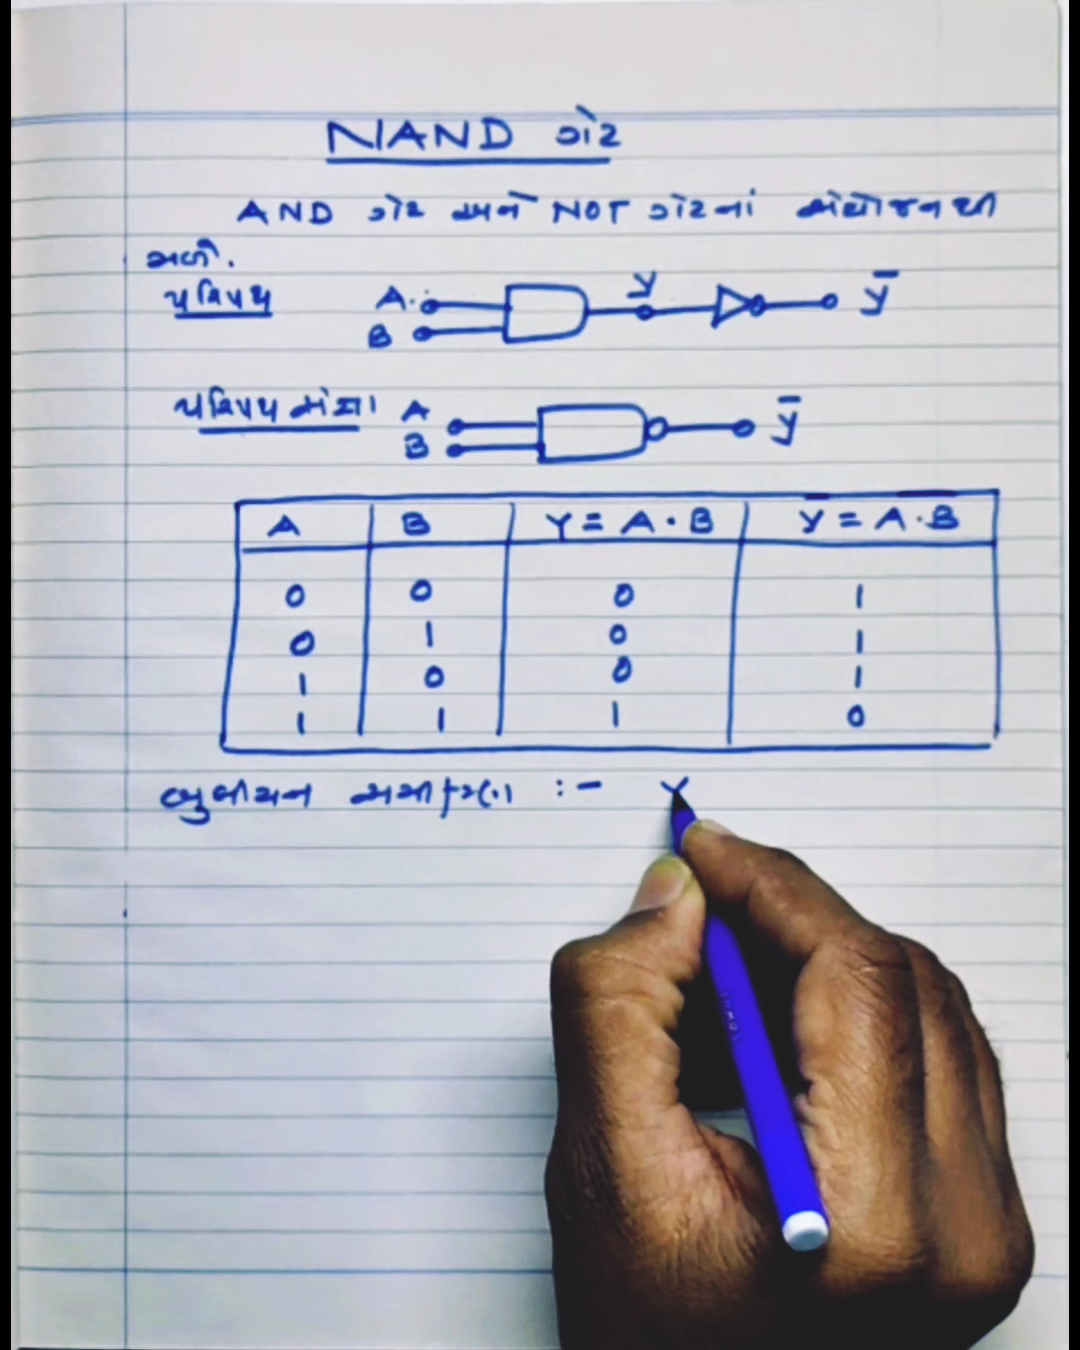 NAND ગેટ
AND ગેટ અને NOT ગેટનાં સંયોજનથી
મળે.
પરિપથ A B Y Y̅
પરિપથ સંજ્ઞા A B Y̅
A B Y = A · B Y̅ = A̅ ·̅ B̅
0 0 0 1
0 1 0 1
1 0 0 1
1 1 1 0
બુલીયન સમીકરણ :- Y